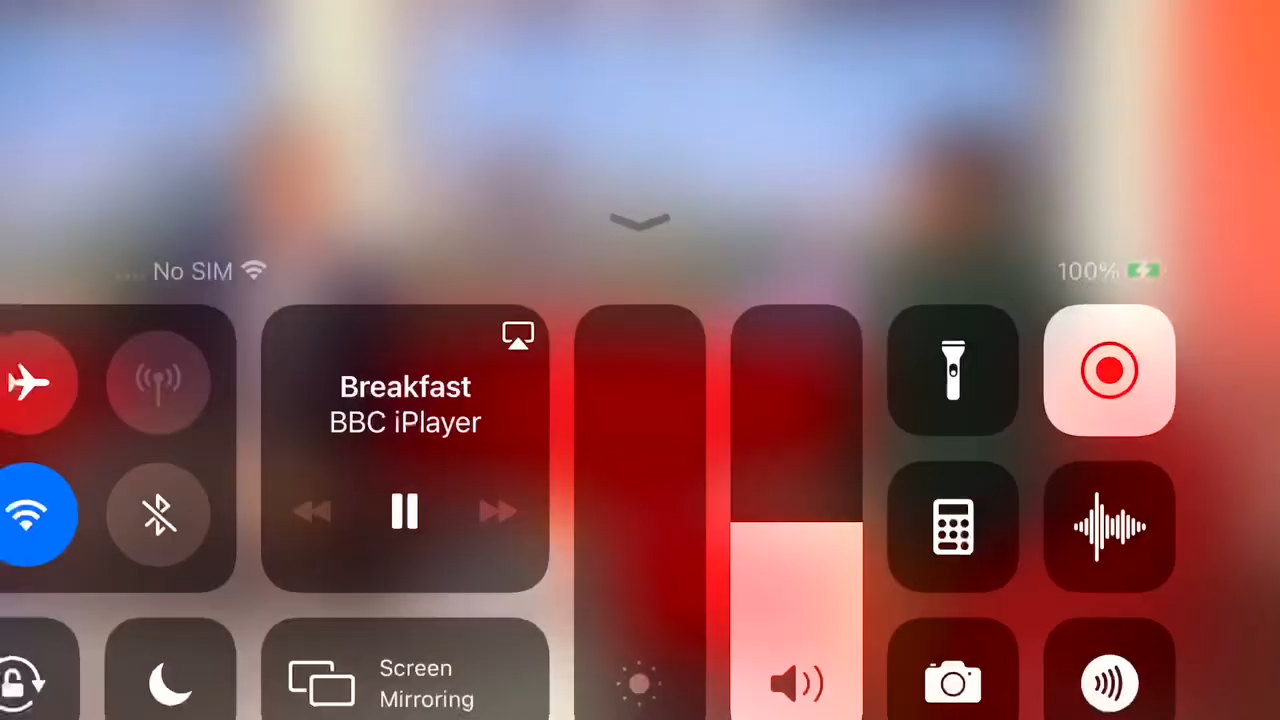 No SIM
100%
Breakfast
BBC iPlayer
Screen
Mirroring